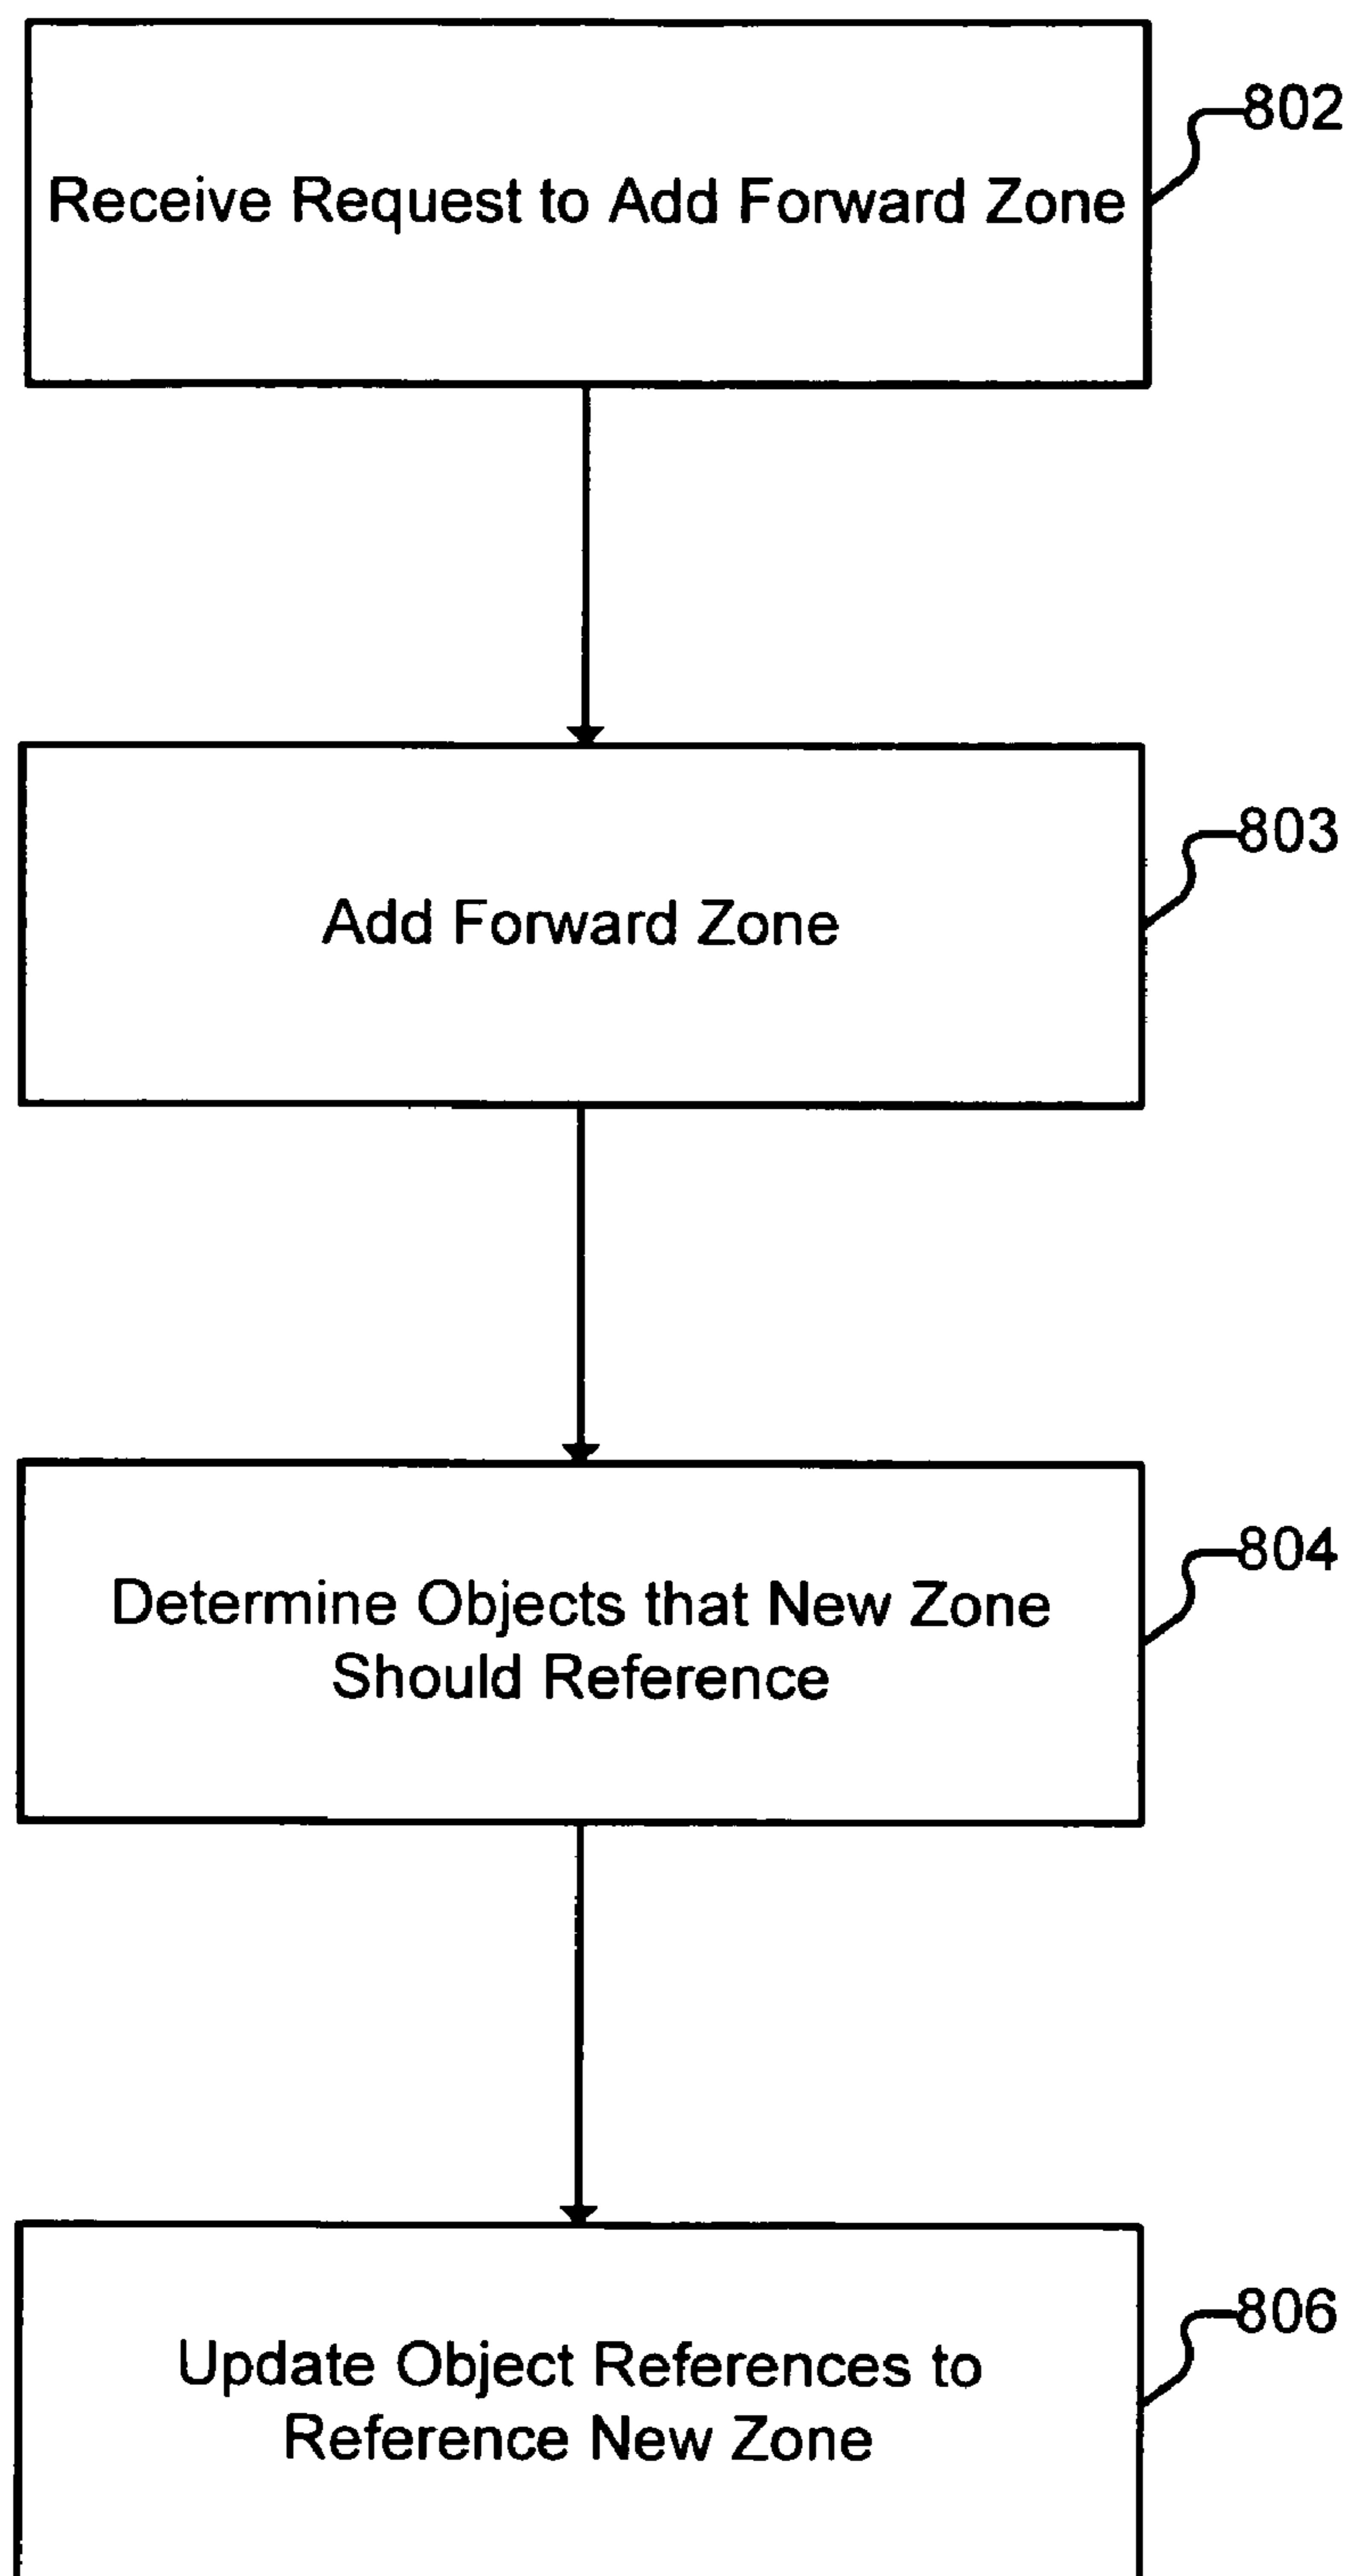 Receive Request to Add Forward Zone
802
Add Forward Zone
803
Determine Objects that New Zone
Should Reference
804
Update Object References to
Reference New Zone
806